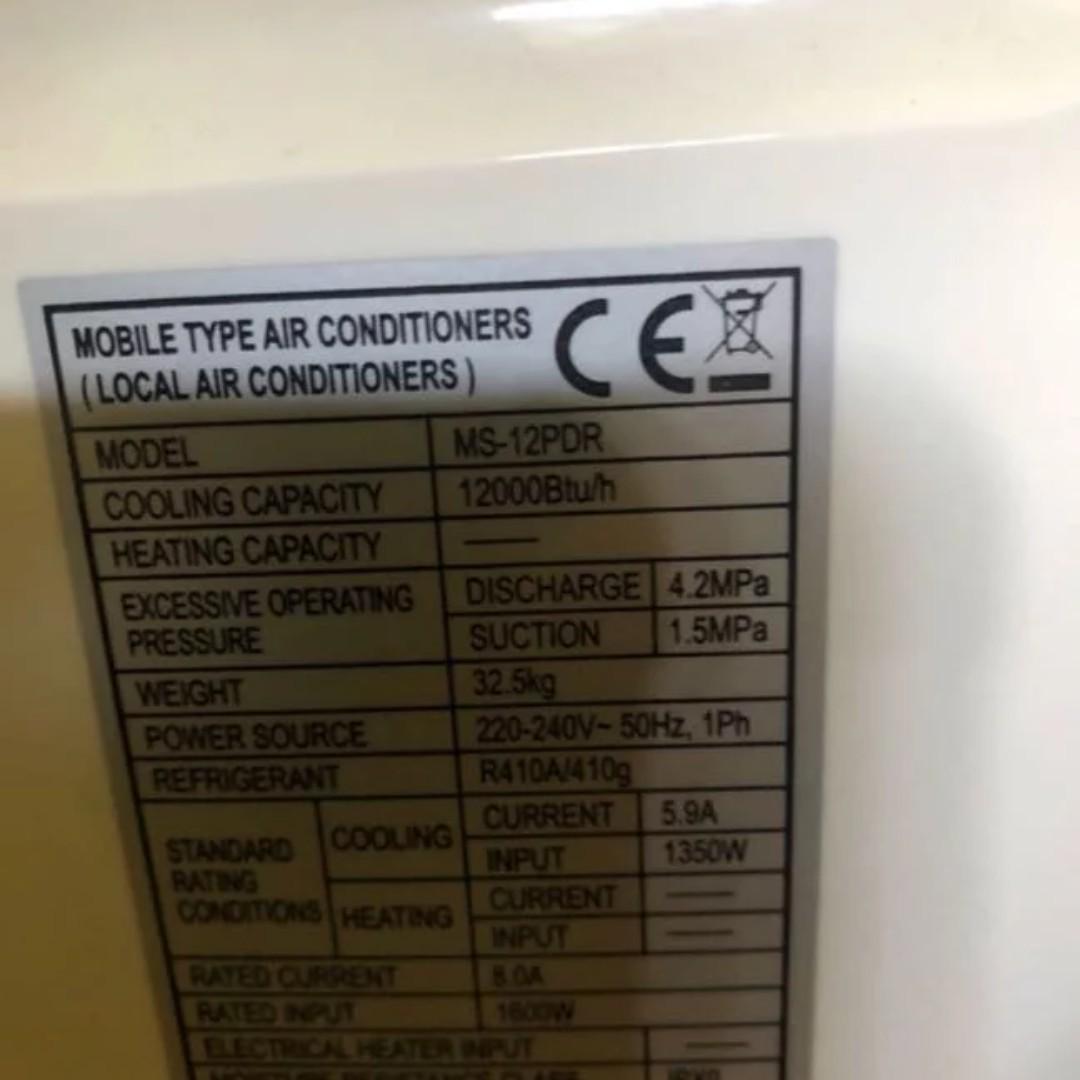 MOBILE TYPE AIR CONDITIONERS CE
( LOCAL AIR CONDITIONERS )
MODEL MS-12PDR
COOLING CAPACITY 12000Btu/h
HEATING CAPACITY ——
EXCESSIVE OPERATING PRESSURE DISCHARGE 4.2MPa
SUCTION 1.5MPa
WEIGHT 32.5kg
POWER SOURCE 220-240V~ 50Hz, 1Ph
REFRIGERANT R410A/410g
STANDARD RATING CONDITIONS COOLING CURRENT 5.9A
INPUT 1350W
HEATING CURRENT ——
INPUT ——
RATED CURRENT 8.0A
RATED INPUT 1600W
ELECTRICAL HEATER INPUT ——
MOISTURE RESISTANCE CLASS